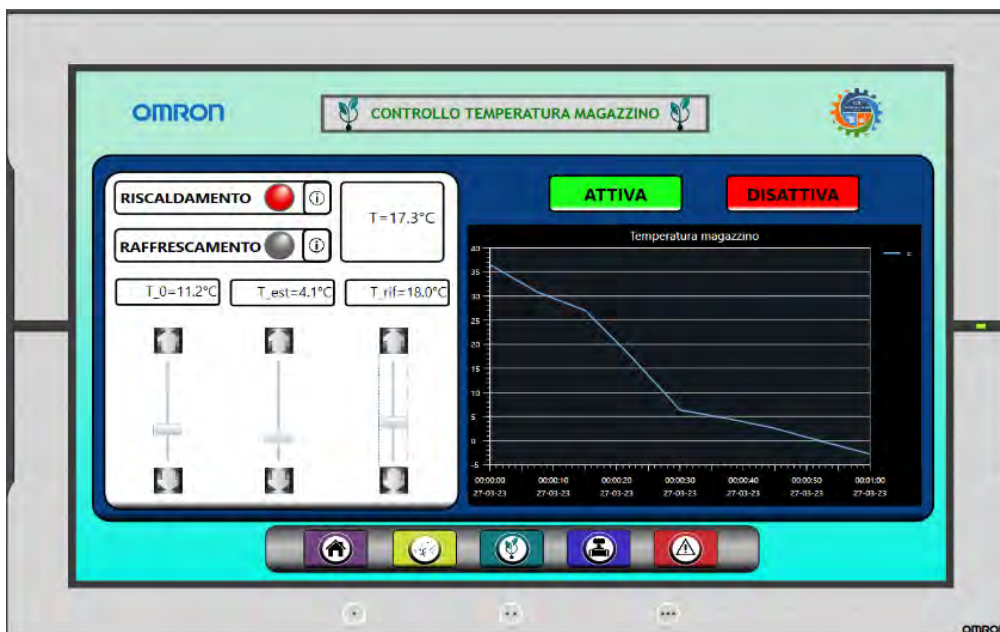 OMRON
CONTROLLO TEMPERATURA MAGAZZINO
RISCALDAMENTO
RAFFRESCAMENTO
T=17.3°C
T_0=11.2°C
T_est=4.1°C
T_rif=18.0°C
ATTIVA
DISATTIVA
Temperatura magazzino
40
35
30
25
20
15
10
5
0
-5
00:00:00 00:00:10 00:00:20 00:00:30 00:00:40 00:00:50 00:01:00
27-03-23 27-03-23 27-03-23 27-03-23 27-03-23 27-03-23 27-03-23
OMRON